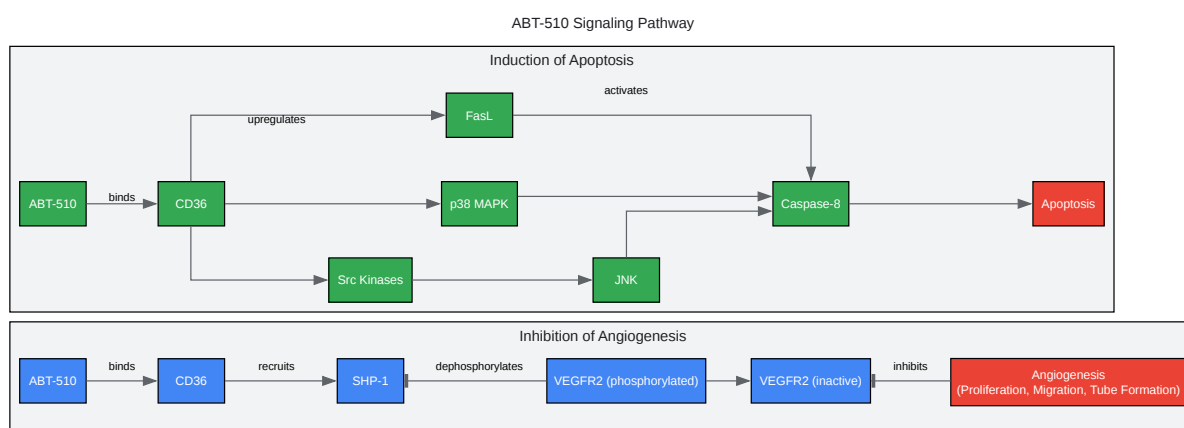 ABT-510 Signaling Pathway
Induction of Apoptosis
FasL
activates
upregulates
ABT-510
binds
CD36
p38 MAPK
Caspase-8
Apoptosis
Src Kinases
JNK
Inhibition of Angiogenesis
ABT-510
binds
CD36
recruits
SHP-1
dephosphorylates
VEGFR2 (phosphorylated)
VEGFR2 (inactive)
inhibits
Angiogenesis
(Proliferation, Migration, Tube Formation)